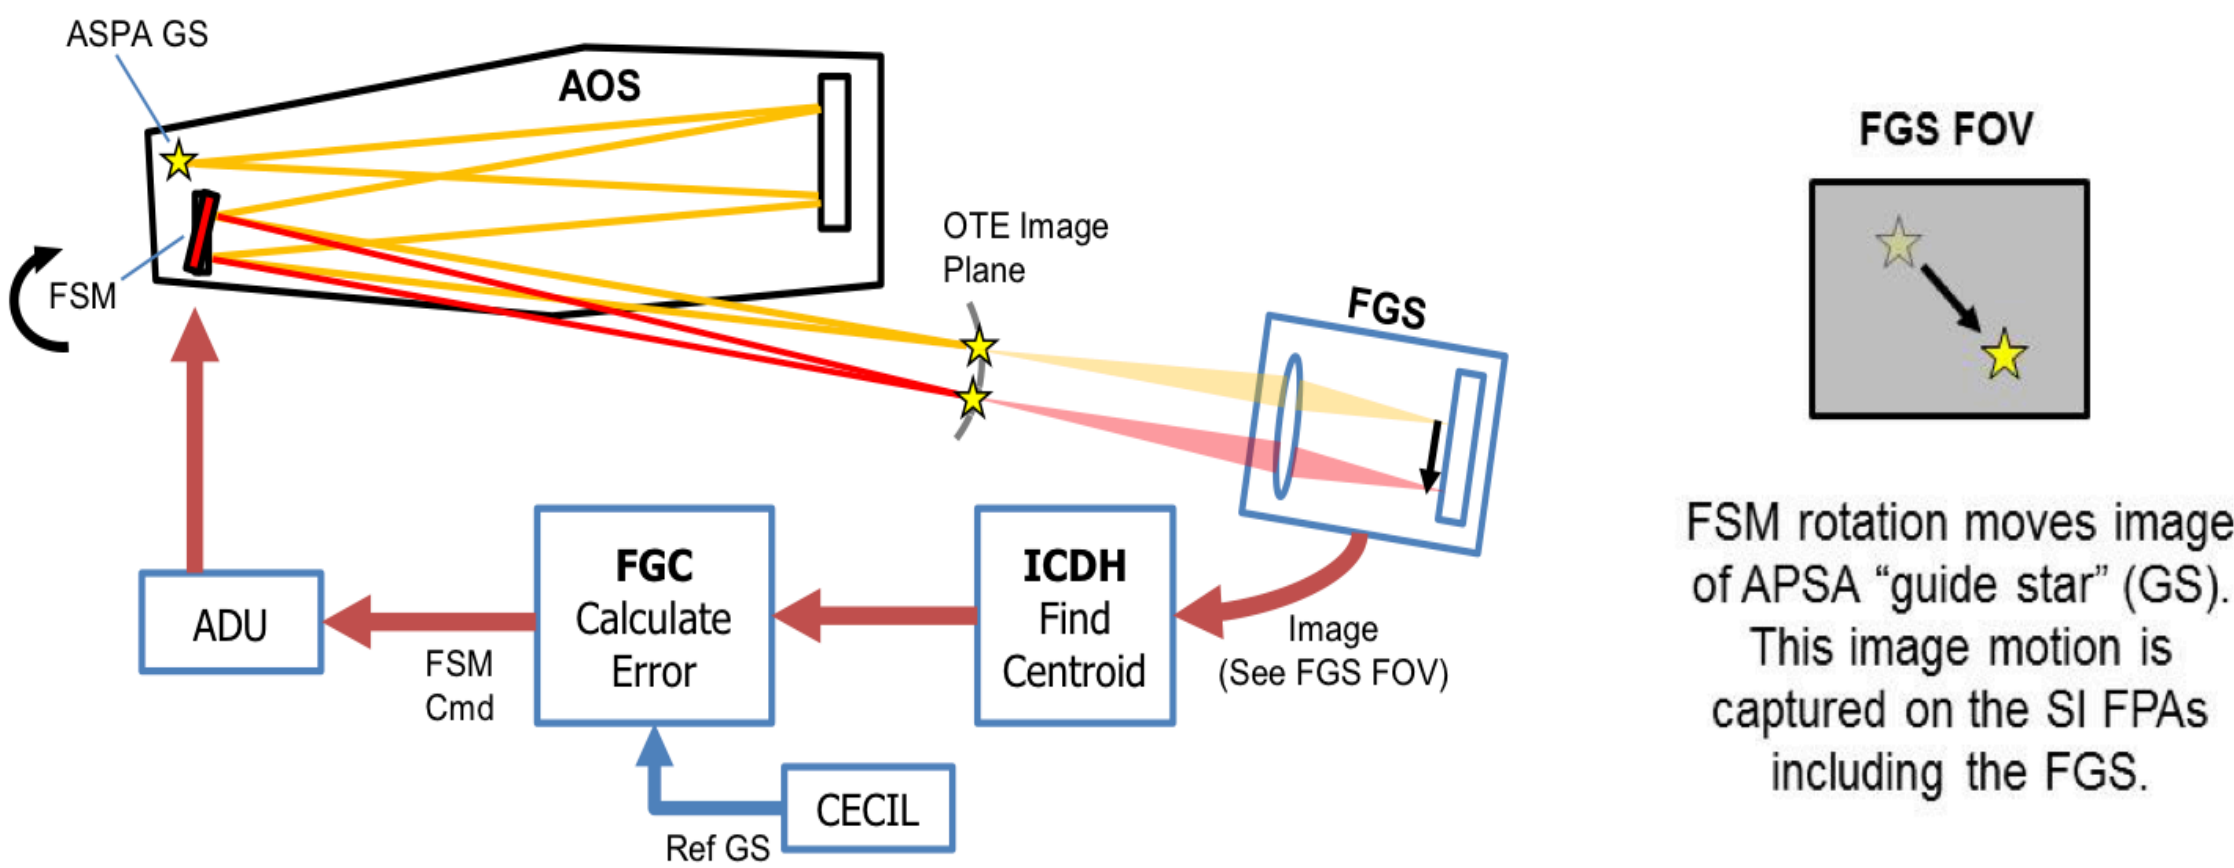 ASPA GS
AOS
FSM
OTE Image
Plane
FGS
FGS FOV
ADU
FSM
Cmd
FGC
Calculate
Error
ICDH
Find
Centroid
Image
(See FGS FOV)
CECIL
Ref GS
FSM rotation moves image
of APSA “guide star” (GS).
This image motion is
captured on the SI FPAs
including the FGS.